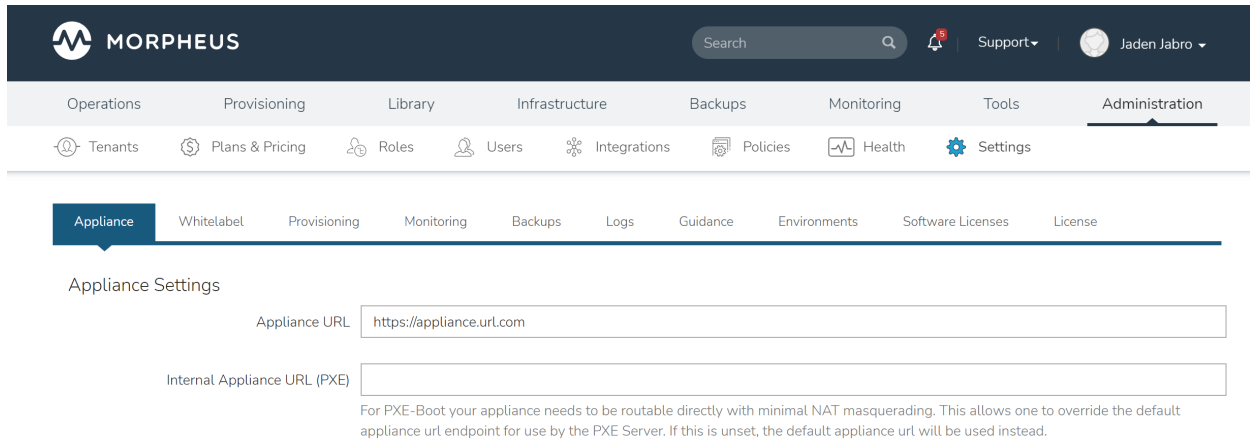 MORPHEUS
Search
5
Support
Jaden Jabro
Operations Provisioning Library Infrastructure Backups Monitoring Tools Administration
Tenants Plans & Pricing Roles Users Integrations Policies Health Settings
Appliance Whitelabel Provisioning Monitoring Backups Logs Guidance Environments Software Licenses License
Appliance Settings
Appliance URL https://appliance.url.com
Internal Appliance URL (PXE)
For PXE-Boot your appliance needs to be routable directly with minimal NAT masquerading. This allows one to override the default
appliance url endpoint for use by the PXE Server. If this is unset, the default appliance url will be used instead.